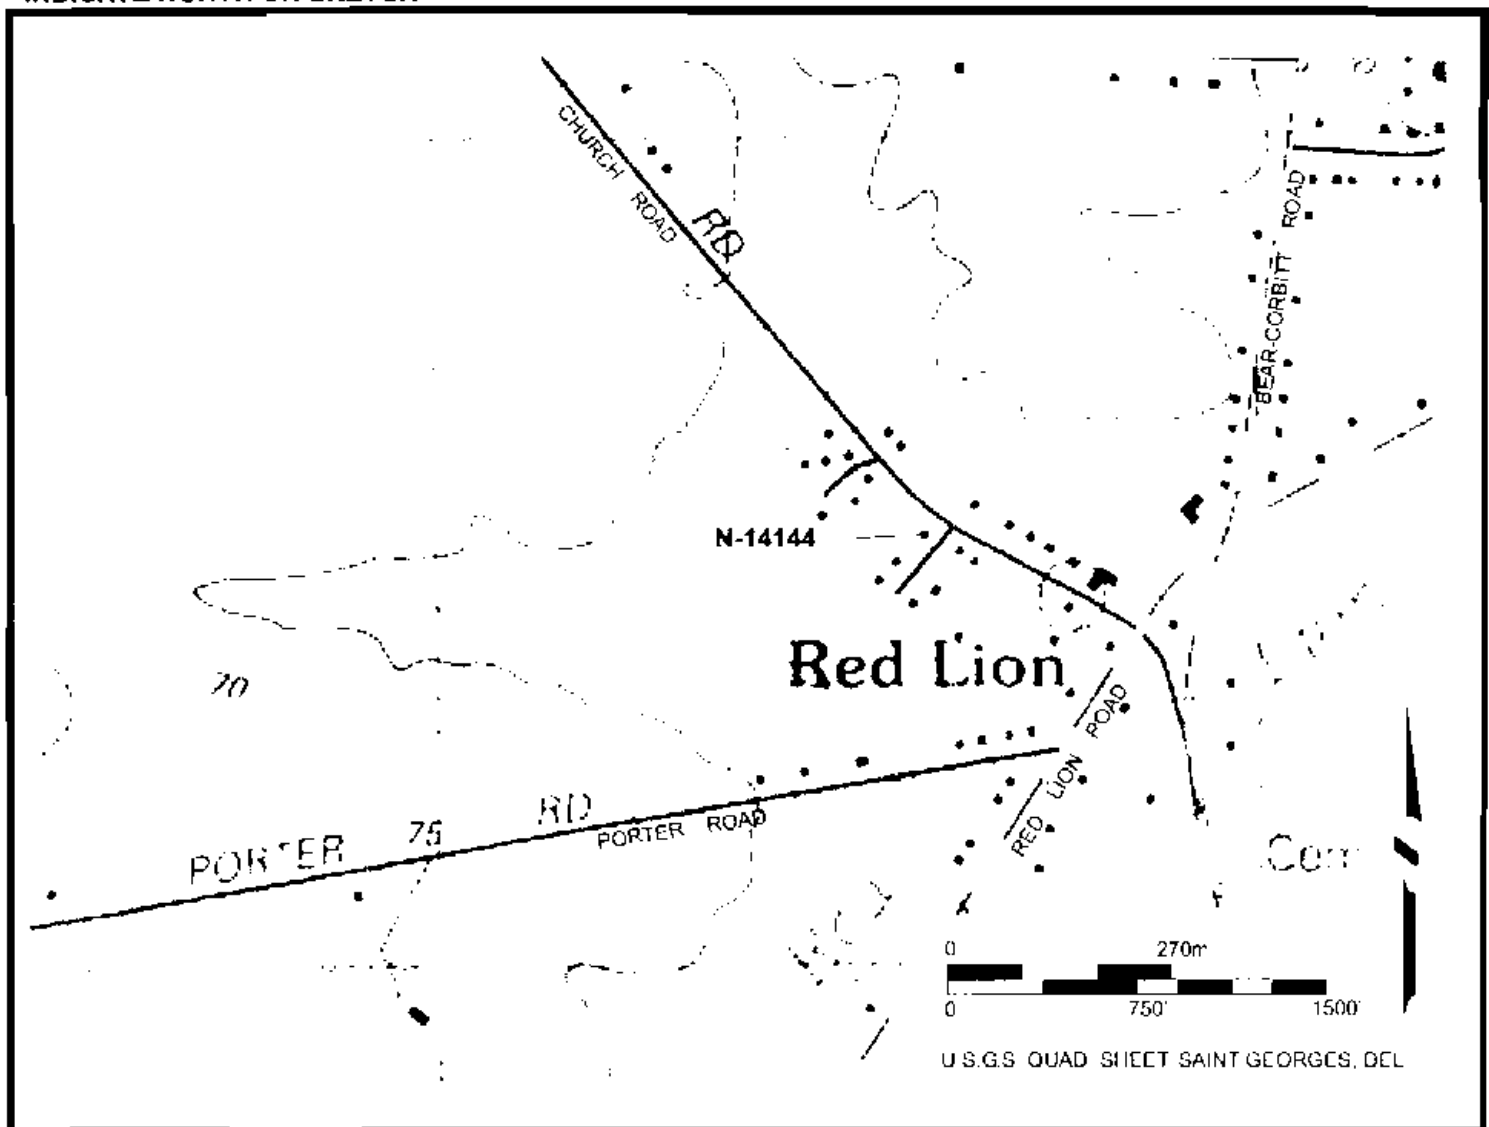 CHURCH ROAD
RD
BEAR-CORBITT ROAD
N-14144
Red Lion
70
RED LION ROAD
75
RD
PORTER
PORTER ROAD
Com
0 270m
0 750' 1500'
U.S.G.S QUAD SHEET SAINT GEORGES, DEL